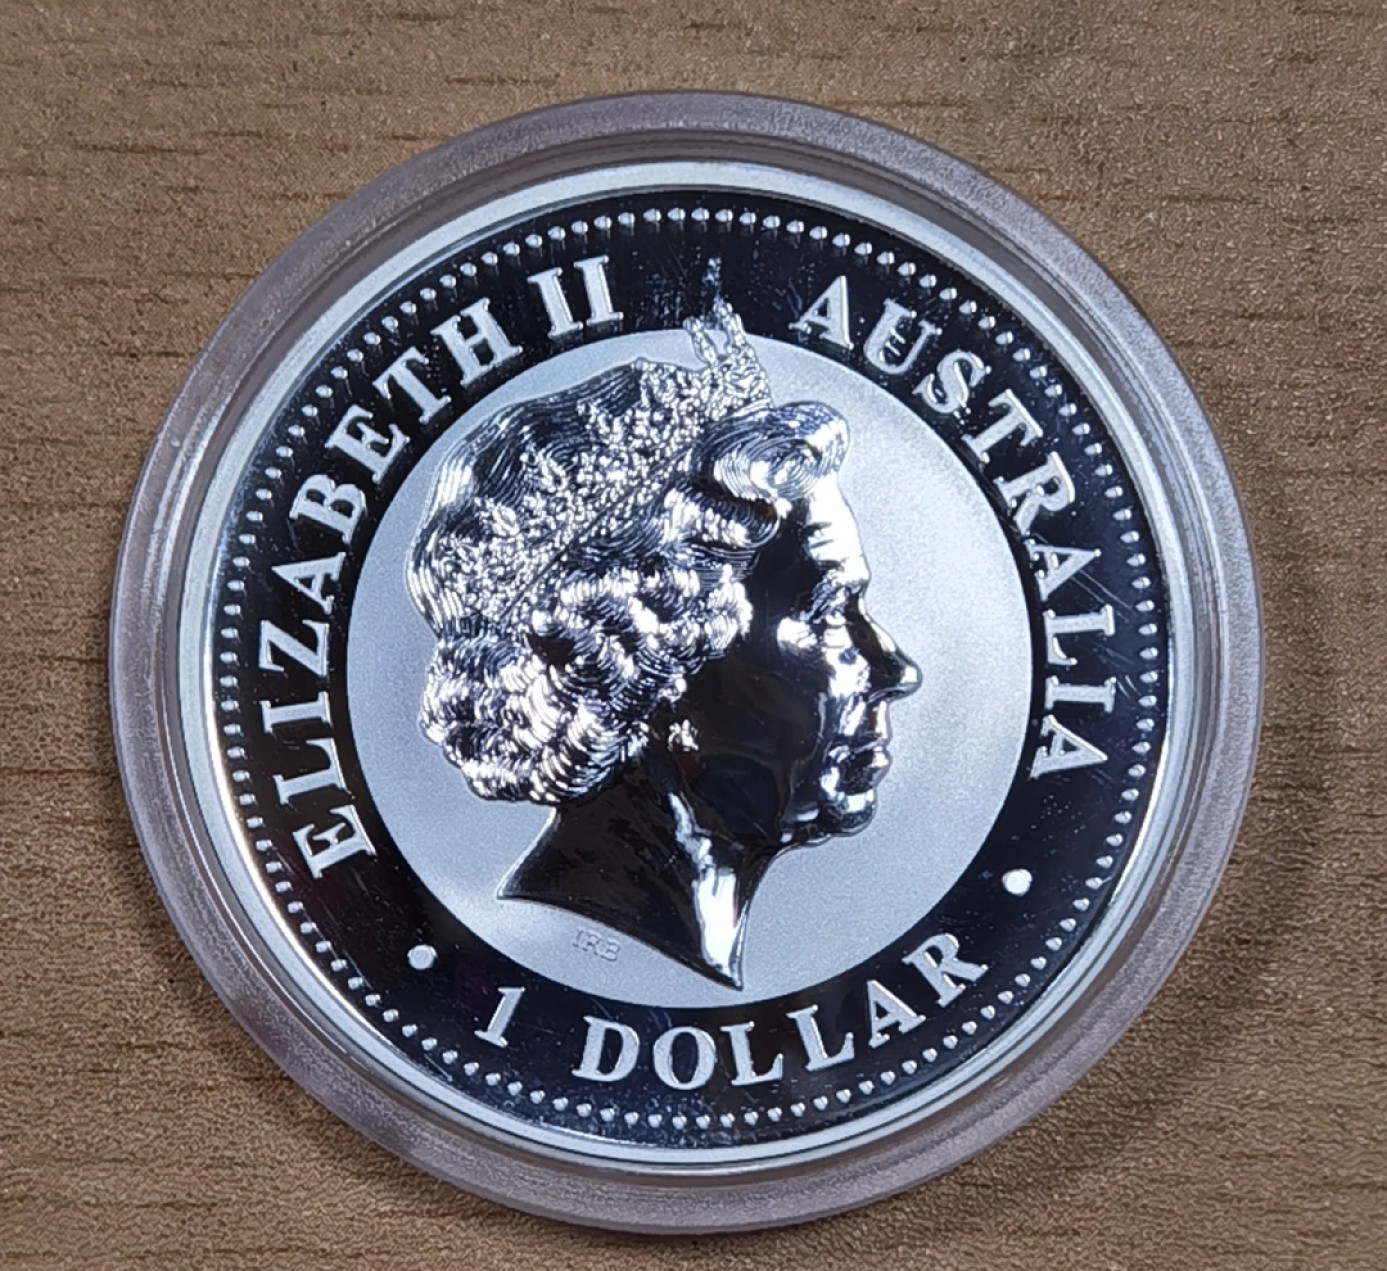 ELIZABETH II
AUSTRALIA
1 DOLLAR
IRB